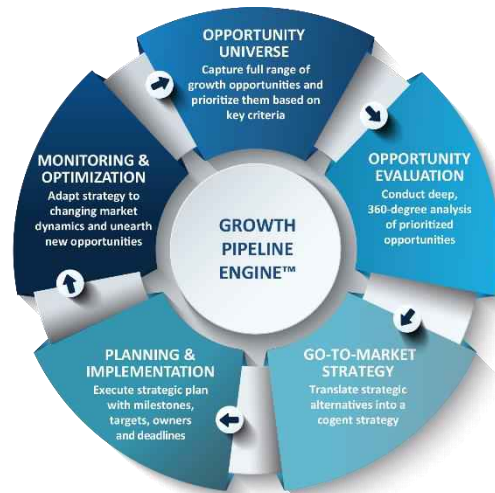 OPPORTUNITY
UNIVERSE
Capture full range of
growth opportunities and
prioritize them based on
key criteria
OPPORTUNITY
EVALUATION
Conduct deep,
360-degree analysis
of prioritized
opportunities
GO-TO-MARKET
STRATEGY
Translate strategic
alternatives into a
cogent strategy
PLANNING &
IMPLEMENTATION
Execute strategic plan
with milestones,
targets, owners
and deadlines
MONITORING &
OPTIMIZATION
Adapt strategy to
changing market
dynamics and unearth
new opportunities
GROWTH
PIPELINE
ENGINE™